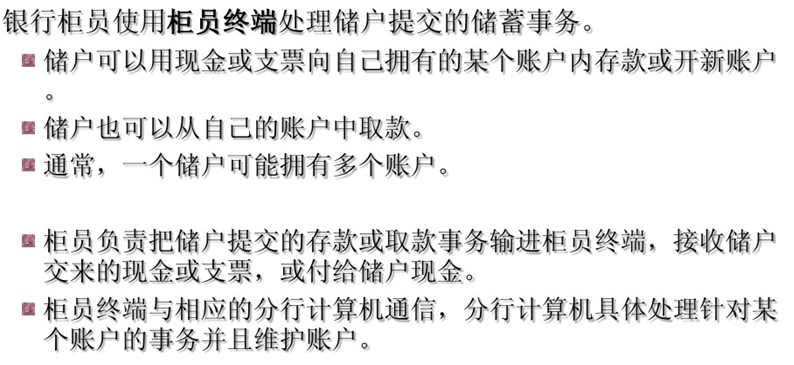 银行柜员使用柜员终端处理储户提交的储蓄事务。
储户可以用现金或支票向自己拥有的某个账户内存款或开新账户
。
储户也可以从自己的账户中取款。
通常，一个储户可能拥有多个账户。
柜员负责把储户提交的存款或取款事务输进柜员终端，接收储户
交来的现金或支票，或付给储户现金。
柜员终端与相应的分行计算机通信，分行计算机具体处理针对某
个账户的事务并且维护账户。